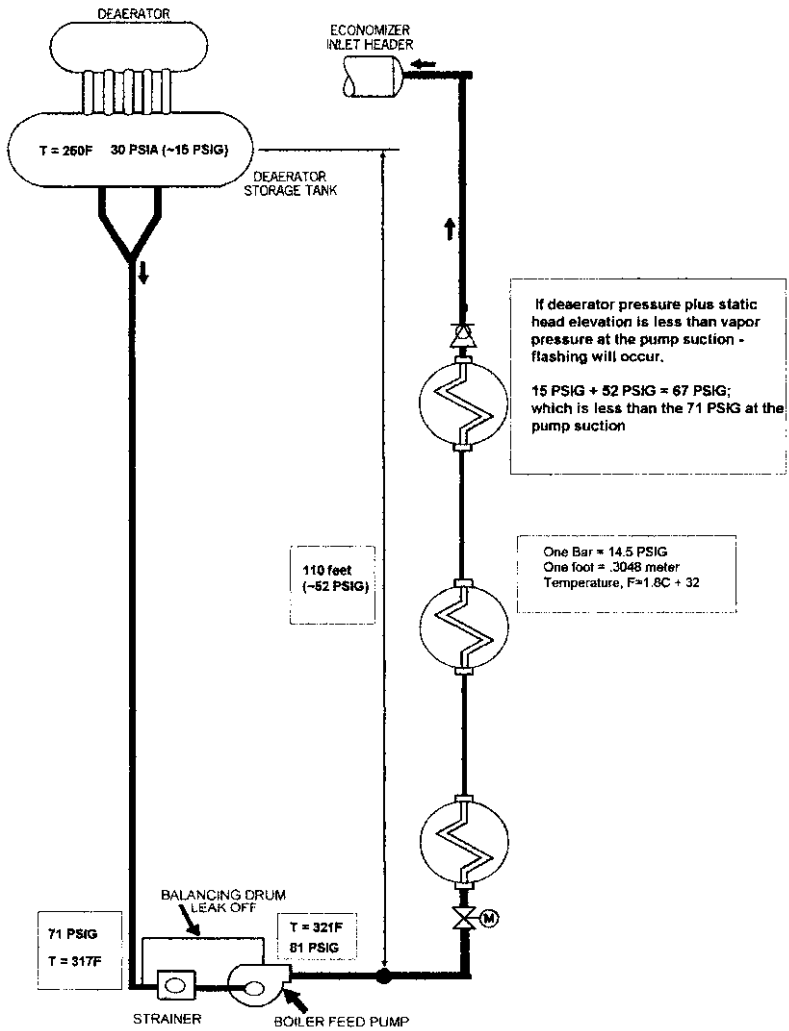 DEAERATOR
ECONOMIZER
INLET HEADER
T = 260F 30 PSIA (~15 PSIG)
DEAERATOR
STORAGE TANK
If deaerator pressure plus static
head elevation is less than vapor
pressure at the pump suction -
flashing will occur.
15 PSIG + 52 PSIG = 67 PSIG;
which is less than the 71 PSIG at the
pump suction
One Bar = 14.5 PSIG
One foot = .3048 meter
Temperature, F=1.8C + 32
110 feet
(~52 PSIG)
M
BALANCING DRUM
LEAK OFF
71 PSIG
T = 317F
T = 321F
81 PSIG
STRAINER
BOILER FEED PUMP